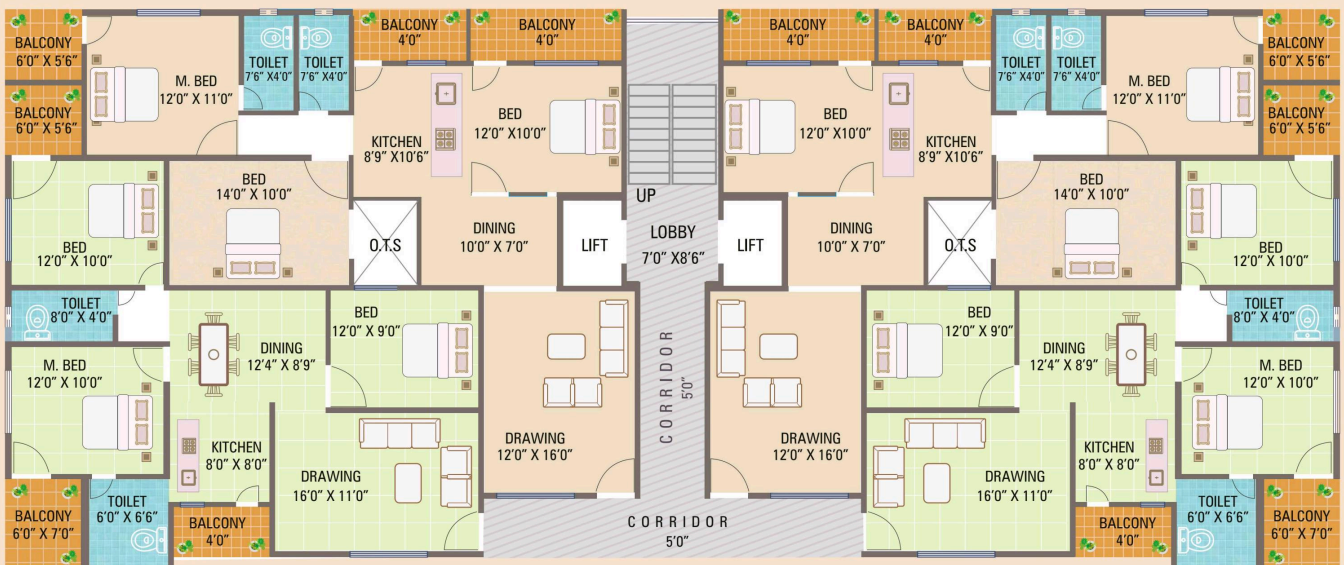 BALCONY
6'0" X 5'6"
BALCONY
6'0" X 5'6"
M. BED
12'0" X 11'0"
TOILET
7'6" X4'0"
TOILET
7'6" X4'0"
BALCONY
4'0"
BALCONY
4'0"
KITCHEN
8'9" X10'6"
BED
12'0" X10'0"
BED
14'0" X 10'0"
O.T.S
DINING
10'0" X 7'0"
LIFT
UP
LOBBY
7'0" X8'6"
LIFT
BALCONY
4'0"
BALCONY
4'0"
BED
12'0" X10'0"
KITCHEN
8'9" X10'6"
TOILET
7'6" X4'0"
TOILET
7'6" X4'0"
M. BED
12'0" X 11'0"
BALCONY
6'0" X 5'6"
BALCONY
6'0" X 5'6"
DINING
10'0" X 7'0"
O.T.S
BED
14'0" X 10'0"
BED
12'0" X 10'0"
BED
12'0" X 10'0"
TOILET
8'0" X 4'0"
M. BED
12'0" X 10'0"
DINING
12'4" X 8'9"
BED
12'0" X 9'0"
KITCHEN
8'0" X 8'0"
DRAWING
16'0" X 11'0"
DRAWING
12'0" X 16'0"
BALCONY
6'0" X 7'0"
TOILET
6'0" X 6'6"
BALCONY
4'0"
CORRIDOR
5'0"
CORRIDOR
5'0"
DRAWING
12'0" X 16'0"
BED
12'0" X 9'0"
DINING
12'4" X 8'9"
TOILET
8'0" X 4'0"
M. BED
12'0" X 10'0"
DRAWING
16'0" X 11'0"
KITCHEN
8'0" X 8'0"
BALCONY
4'0"
TOILET
6'0" X 6'6"
BALCONY
6'0" X 7'0"